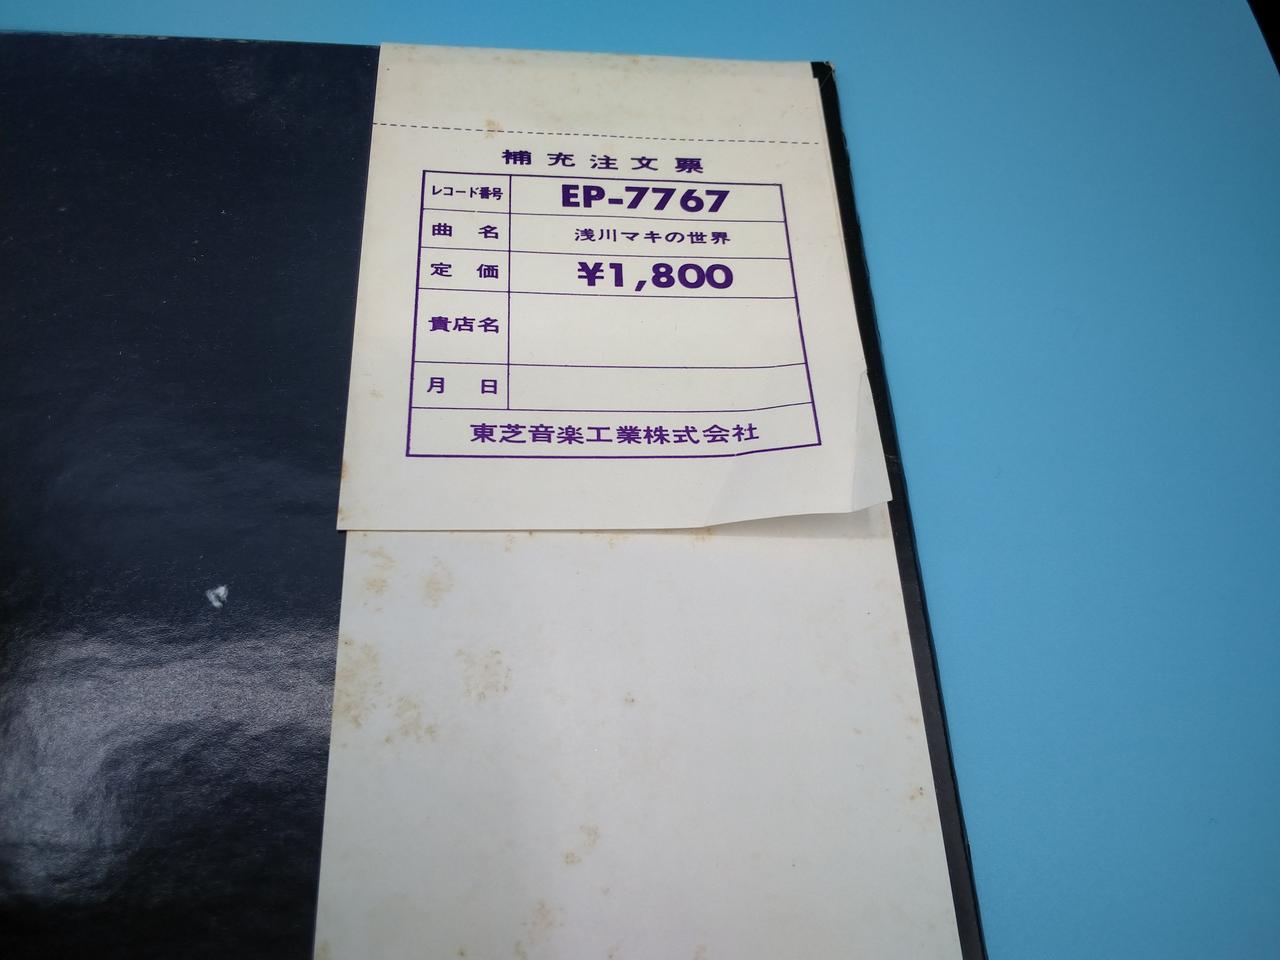 補充注文票
レコード番号 EP-7767
曲名 浅川マキの世界
定価 ¥1,800
貴店名
月日
東芝音楽工業株式会社